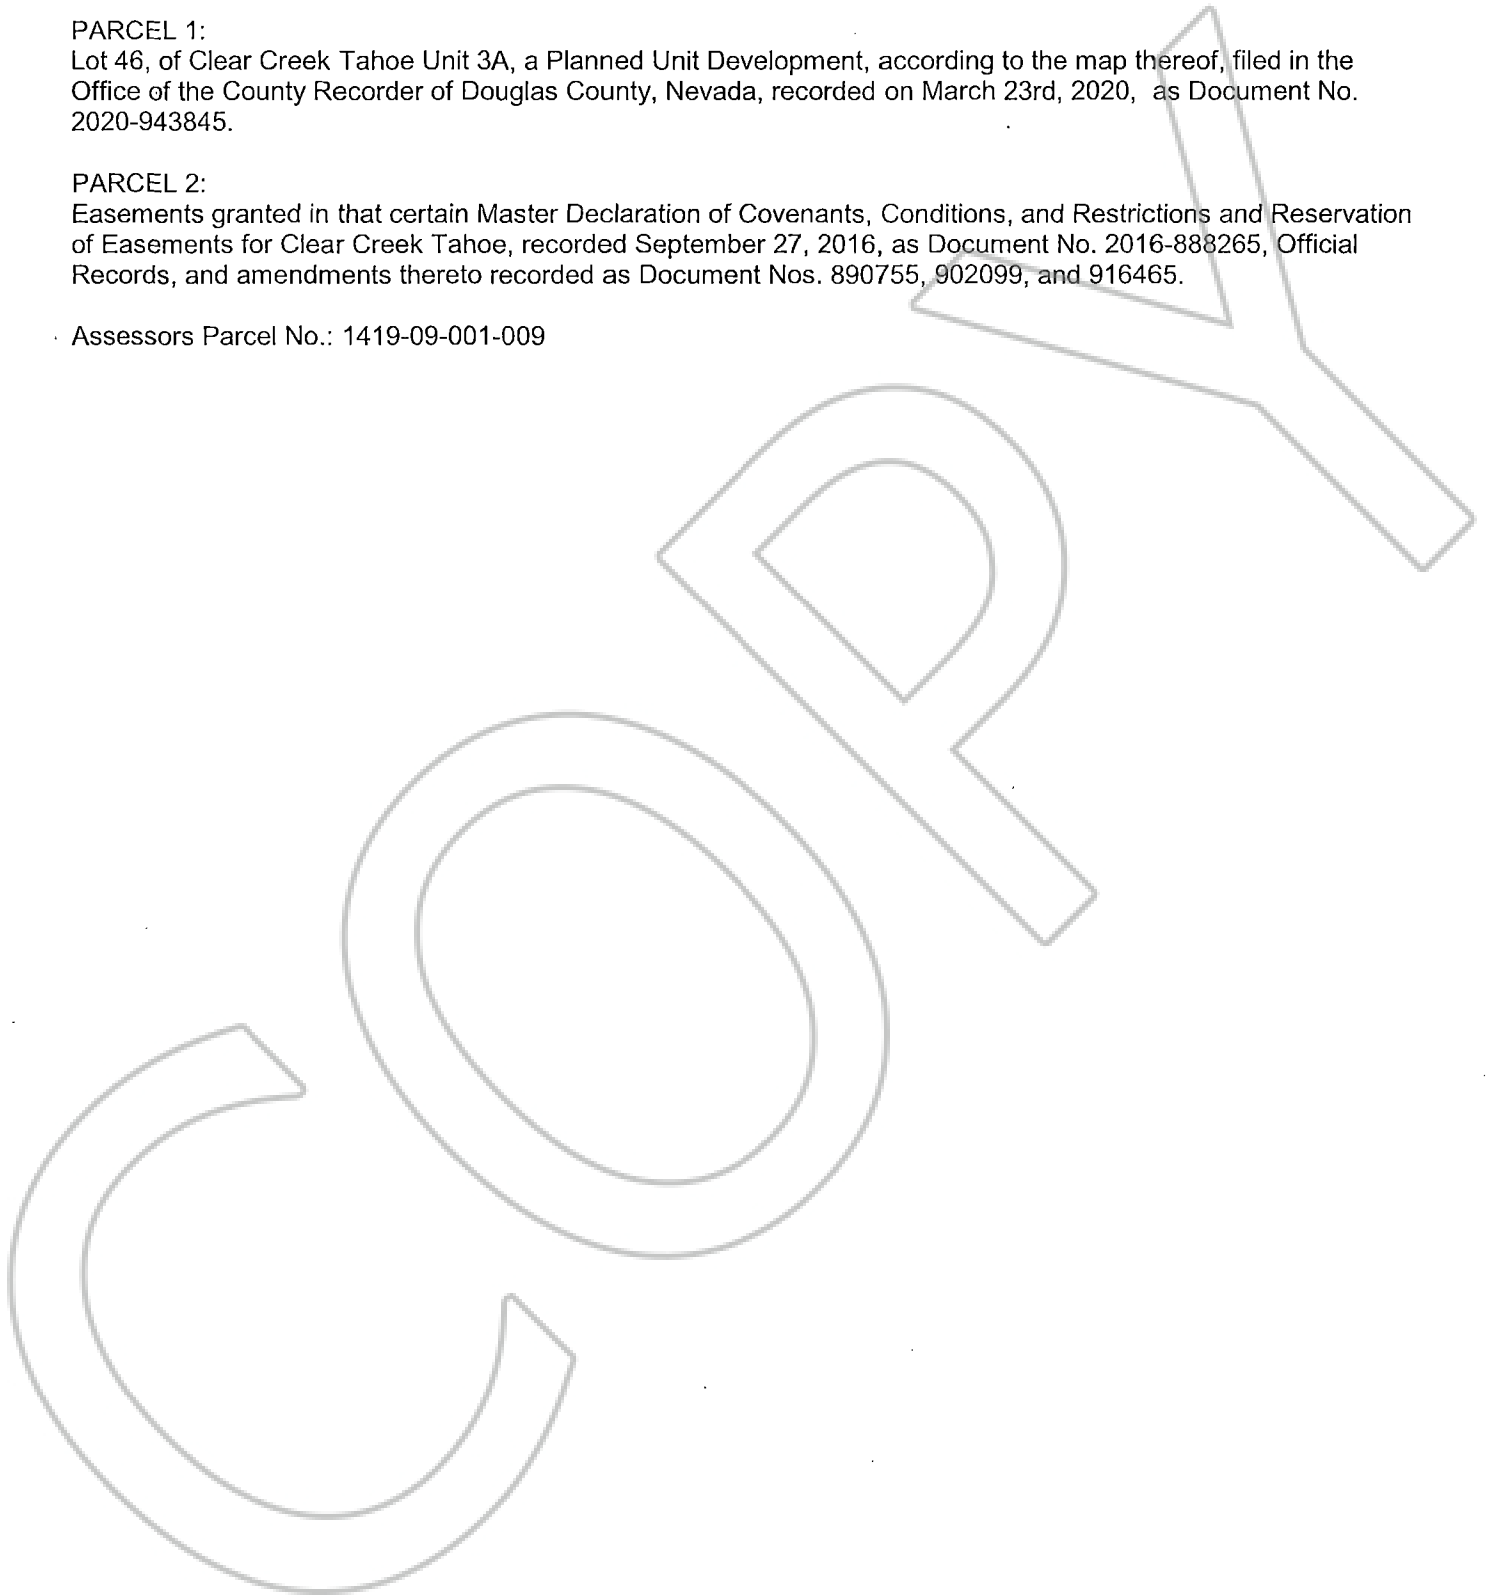 PARCEL 1:
Lot 46, of Clear Creek Tahoe Unit 3A, a Planned Unit Development, according to the map thereof, filed in the
Office of the County Recorder of Douglas County, Nevada, recorded on March 23rd, 2020, as Document No.
2020-943845.
PARCEL 2:
Easements granted in that certain Master Declaration of Covenants, Conditions, and Restrictions and Reservation
of Easements for Clear Creek Tahoe, recorded September 27, 2016, as Document No. 2016-888265, Official
Records, and amendments thereto recorded as Document Nos. 890755, 902099, and 916465.
Assessors Parcel No.: 1419-09-001-009
COPY